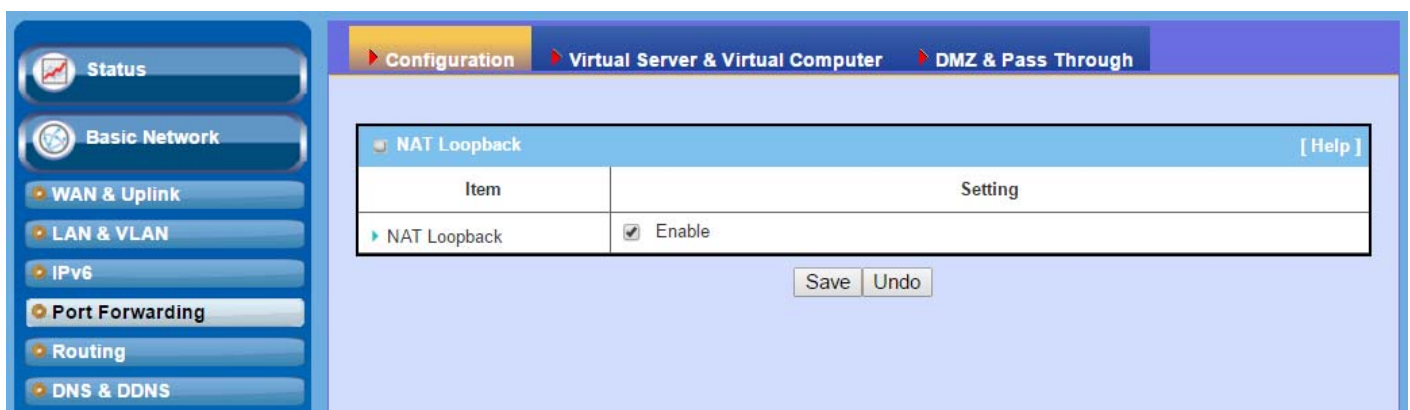 Status
Basic Network
WAN & Uplink
LAN & VLAN
IPv6
Port Forwarding
Routing
DNS & DDNS
Configuration
Virtual Server & Virtual Computer
DMZ & Pass Through
NAT Loopback
[ Help ]
Item
Setting
NAT Loopback
Enable
Save
Undo